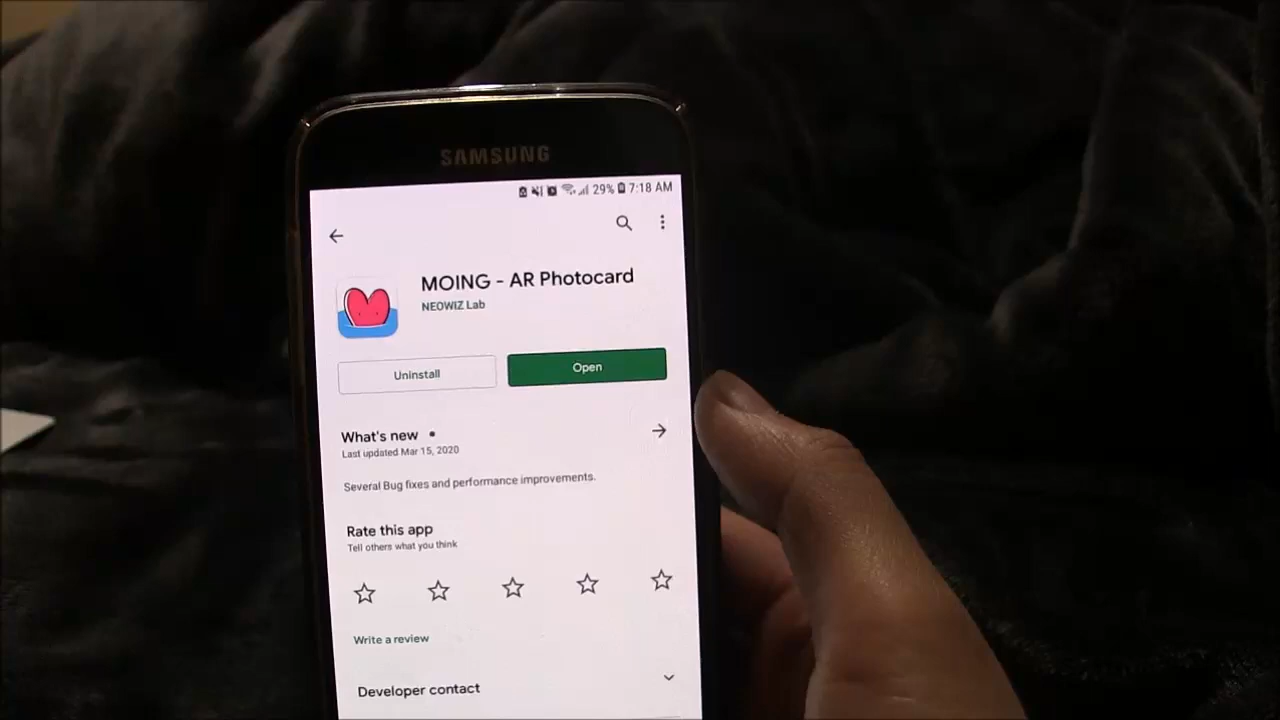 SAMSUNG
29% 7:18 AM
MOING - AR Photocard
NEOWIZ Lab
Uninstall
Open
What's new
Last updated Mar 15, 2020
Several Bug fixes and performance improvements.
Rate this app
Tell others what you think
Write a review
Developer contact